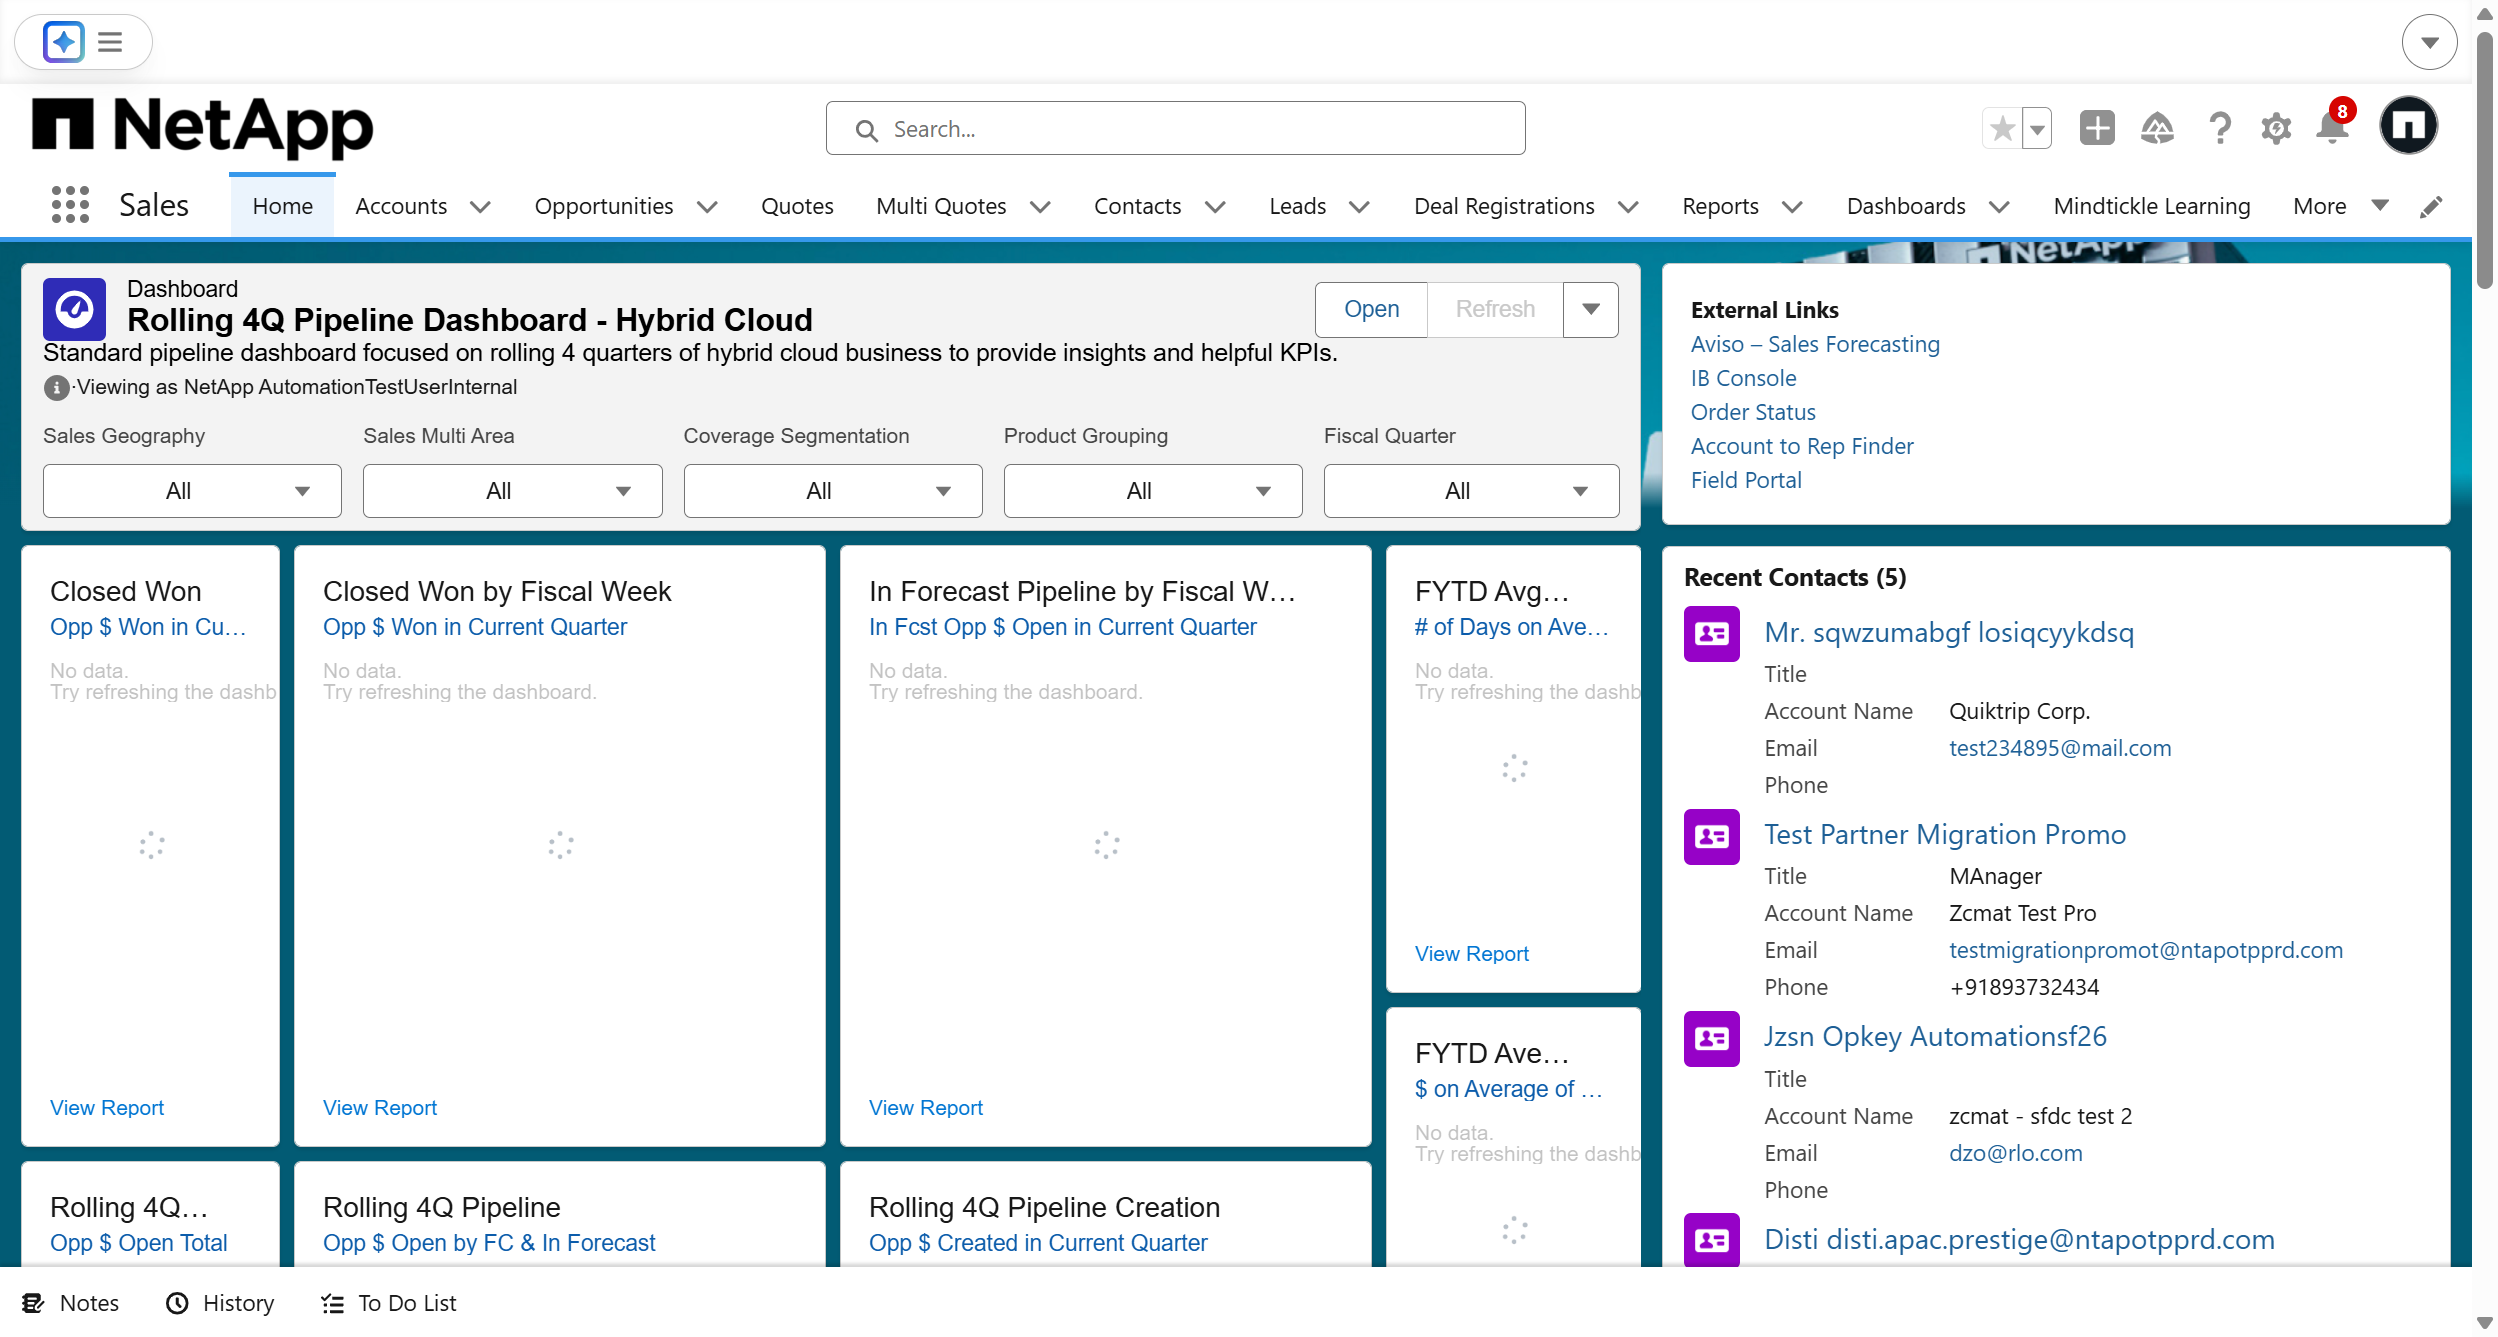 NetApp
Search...
8
Sales
Home
Accounts
Opportunities
Quotes
Multi Quotes
Contacts
Leads
Deal Registrations
Reports
Dashboards
Mindtickle Learning
More
NetApp
Dashboard
Rolling 4Q Pipeline Dashboard - Hybrid Cloud
Standard pipeline dashboard focused on rolling 4 quarters of hybrid cloud business to provide insights and helpful KPIs.
·Viewing as NetApp AutomationTestUserInternal
Open
Refresh
Sales Geography
Sales Multi Area
Coverage Segmentation
Product Grouping
Fiscal Quarter
All
All
All
All
All
Closed Won
Opp $ Won in Cu…
No data.
Try refreshing the dashb
View Report
Closed Won by Fiscal Week
Opp $ Won in Current Quarter
No data.
Try refreshing the dashboard.
View Report
In Forecast Pipeline by Fiscal W…
In Fcst Opp $ Open in Current Quarter
No data.
Try refreshing the dashboard.
View Report
FYTD Avg…
# of Days on Ave…
No data.
Try refreshing the dashb
View Report
FYTD Ave…
$ on Average of …
No data.
Try refreshing the dashb
Rolling 4Q…
Opp $ Open Total
Rolling 4Q Pipeline
Opp $ Open by FC & In Forecast
Rolling 4Q Pipeline Creation
Opp $ Created in Current Quarter
External Links
Aviso – Sales Forecasting
IB Console
Order Status
Account to Rep Finder
Field Portal
Recent Contacts (5)
Mr. sqwzumabgf losiqcyykdsq
Title
Account Name Quiktrip Corp.
Email test234895@mail.com
Phone
Test Partner Migration Promo
Title MAnager
Account Name Zcmat Test Pro
Email testmigrationpromot@ntapotpprd.com
Phone +91893732434
Jzsn Opkey Automationsf26
Title
Account Name zcmat - sfdc test 2
Email dzo@rlo.com
Phone
Disti disti.apac.prestige@ntapotpprd.com
Notes
History
To Do List